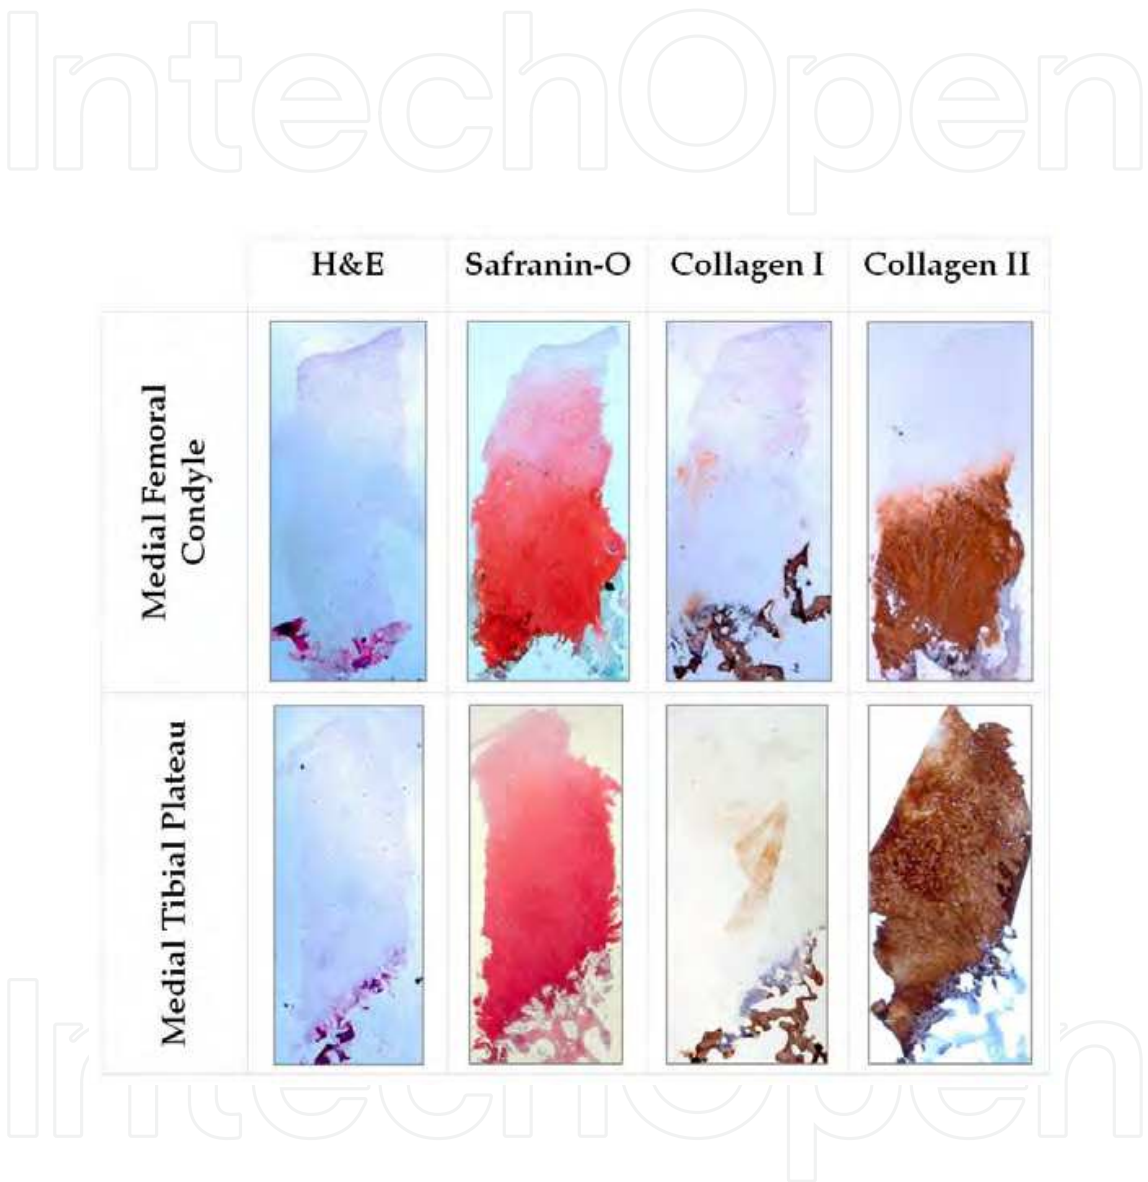 IntechOpen
H&E
Safranin-O
Collagen I
Collagen II
Medial Femoral
Condyle
Medial Tibial Plateau
IntechOpen